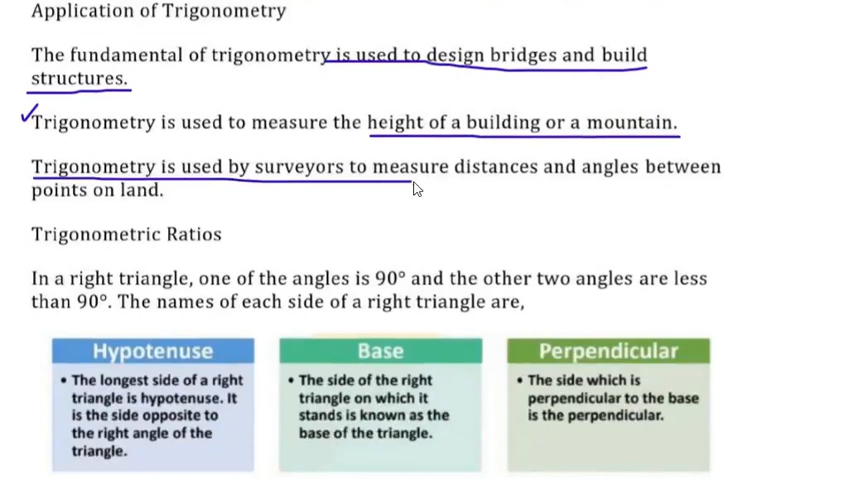 Application of Trigonometry
The fundamental of trigonometry is used to design bridges and build
structures.
Trigonometry is used to measure the height of a building or a mountain.
Trigonometry is used by surveyors to measure distances and angles between
points on land.
Trigonometric Ratios
In a right triangle, one of the angles is 90° and the other two angles are less
than 90°. The names of each side of a right triangle are,
Hypotenuse
• The longest side of a right
triangle is hypotenuse. It
is the side opposite to
the right angle of the
triangle.
Base
• The side of the right
triangle on which it
stands is known as the
base of the triangle.
Perpendicular
• The side which is
perpendicular to the base
is the perpendicular.